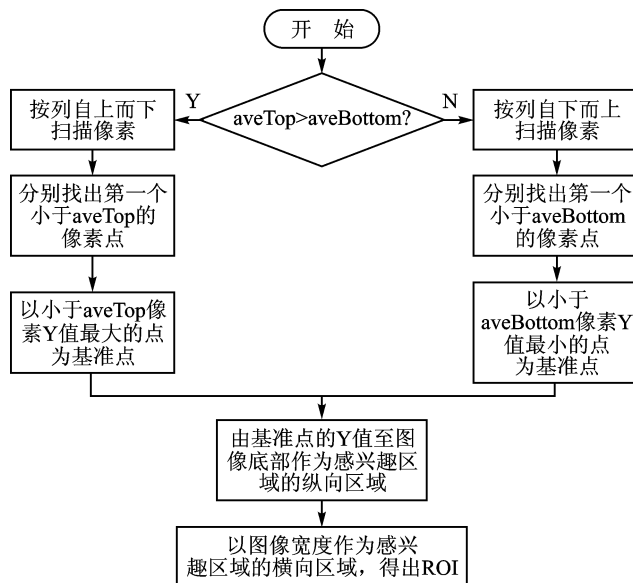 开 始
aveTop>aveBottom?
Y
N
按列自上而下
扫描像素
按列自下而上
扫描像素
分别找出第一个
小于aveTop的
像素点
分别找出第一个
小于aveBottom
的像素点
以小于aveTop像
素Y值最大的点
为基准点
以小于
aveBottom像素Y
值最小的点
为基准点
由基准点的Y值至图
像底部作为感兴趣区
域的纵向区域
以图像宽度作为感兴
趣区域的横向区域，得出ROI